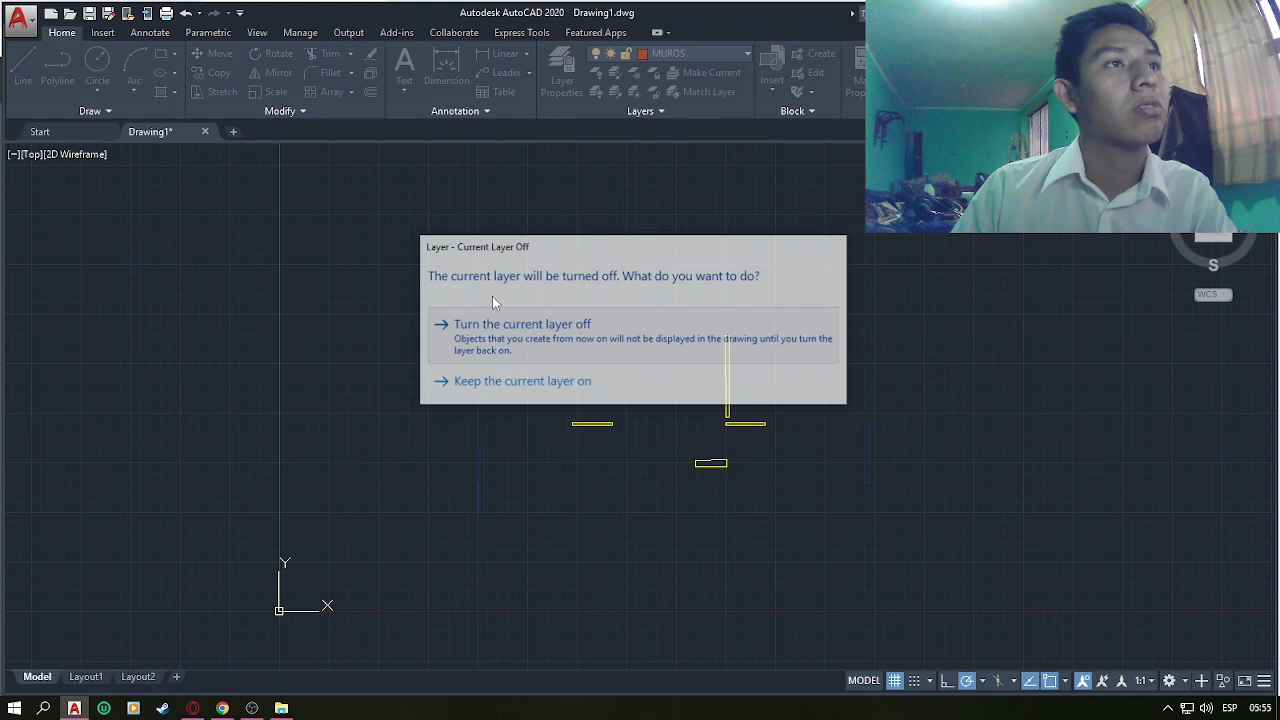 Autodesk AutoCAD 2020 Drawing1.dwg
Home Insert Annotate Parametric View Manage Output Add-ins Collaborate Express Tools Featured Apps
Line Polyline Circle Arc
Move Rotate Trim
Copy Mirror Fillet
Stretch Scale Array
Text Dimension
Linear
Leader
Table
Layer Properties
MUROS
Make Current
Match Layer
Insert
Create
Edit
Draw Modify Annotation Layers Block
Start Drawing1*
[−][Top][2D Wireframe]
Layer - Current Layer Off
The current layer will be turned off. What do you want to do?
Turn the current layer off
Objects that you create from now on will not be displayed in the drawing until you turn the
layer back on.
Keep the current layer on
S
WCS
Y
X
Model Layout1 Layout2
MODEL 1:1
ESP 05:55